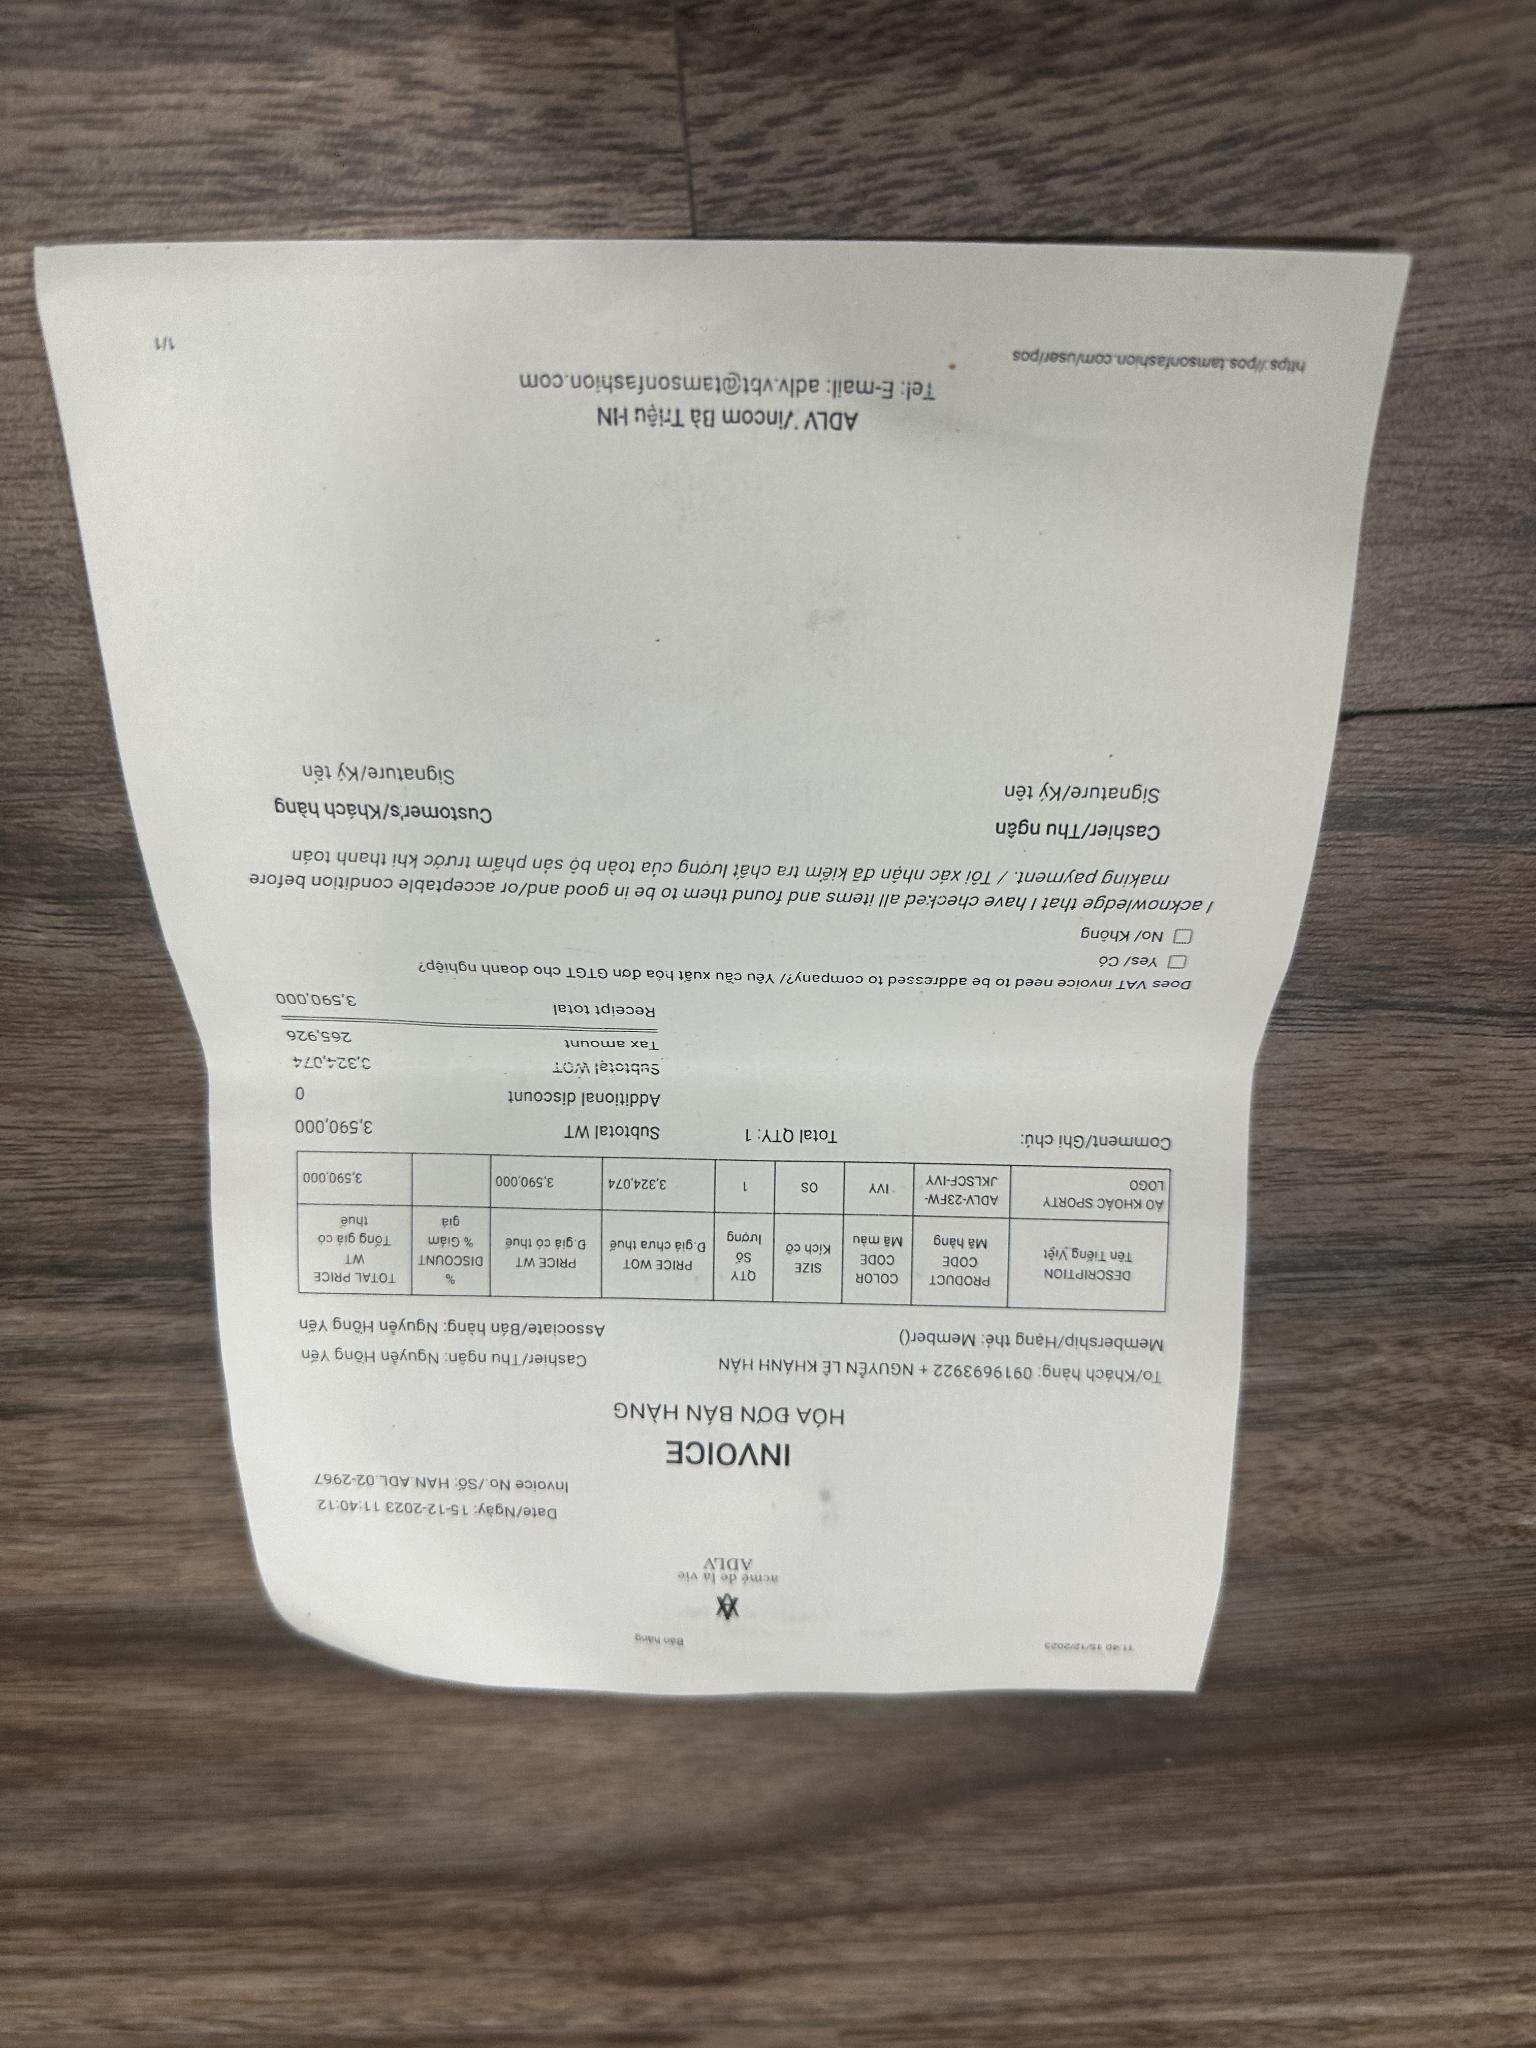 11:40 15/12/2023 Bán hàng
acmé de la vie
ADLV
Date/Ngày: 15-12-2023 11:40:12
Invoice No./Số: HAN.ADL.02-2967
INVOICE
HÓA ĐƠN BÁN HÀNG
To/Khách hàng: 0919693922 + NGUYỄN LÊ KHÁNH HÂN Cashier/Thu ngân: Nguyễn Hồng Yến
Membership/Hạng thẻ: Member() Associate/Bán hàng: Nguyễn Hồng Yến
DESCRIPTION Tên Tiếng Việt PRODUCT CODE Mã hàng COLOR CODE Mã màu SIZE Kích cỡ QTY Số lượng PRICE WOT Đ.giá chưa thuế PRICE WT Đ.giá có thuế % DISCOUNT % Giảm giá TOTAL PRICE WT Tổng giá có thuế
ÁO KHOÁC SPORTY LOGO ADLV-23FW-JKLSCF-IVY IVY OS 1 3,324,074 3,590,000 3,590,000
Comment/Ghi chú: Total QTY: 1 Subtotal WT 3,590,000
Additional discount 0
Subtotal WOT 3,324,074
Tax amount 265,926
Receipt total 3,590,000
Does VAT invoice need to be addressed to company?/ Yêu cầu xuất hóa đơn GTGT cho doanh nghiệp?
Yes/ Có
No/ Không
I acknowledge that I have checked all items and found them to be in good and/or acceptable condition before
making payment. / Tôi xác nhận đã kiểm tra chất lượng của toàn bộ sản phẩm trước khi thanh toán
Cashier/Thu ngân Customer's/Khách hàng
Signature/Ký tên Signature/Ký tên
ADLV Vincom Bà Triệu HN
Tel: E-mail: adlv.vbt@tamsonfashion.com
https://pos.tamsonfashion.com/user/pos 1/1